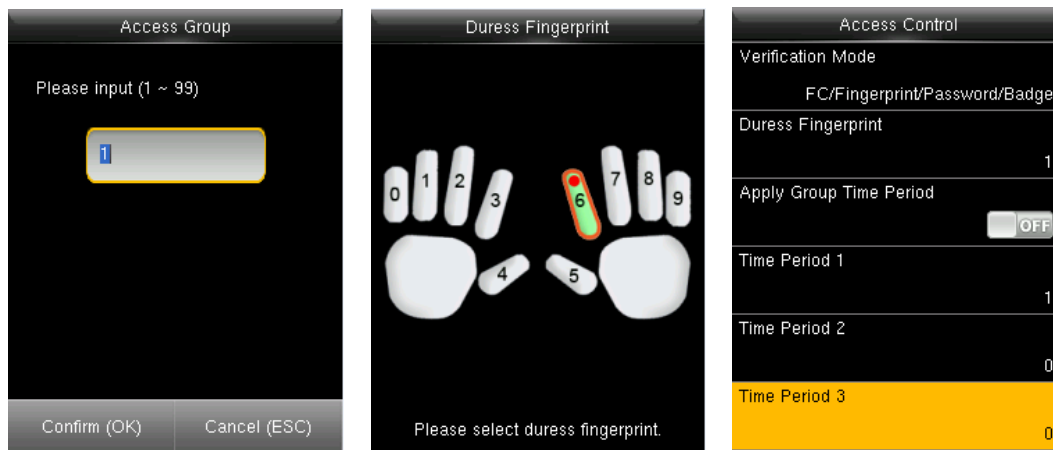 Access Group
Please input (1 ~ 99)
1
Confirm (OK)
Cancel (ESC)
Duress Fingerprint
0
1
2
3
4
5
6
7
8
9
Please select duress fingerprint.
Access Control
Verification Mode
FC/Fingerprint/Password/Badge
Duress Fingerprint
1
Apply Group Time Period
OFF
Time Period 1
1
Time Period 2
0
Time Period 3
0